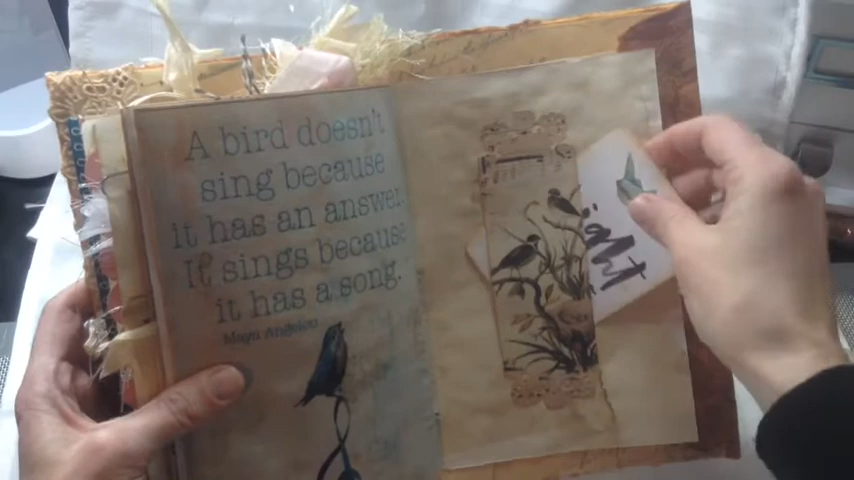 A bird doesn't
sing because
it has an answer.
It sings because
it has a song.
Maya Angelou